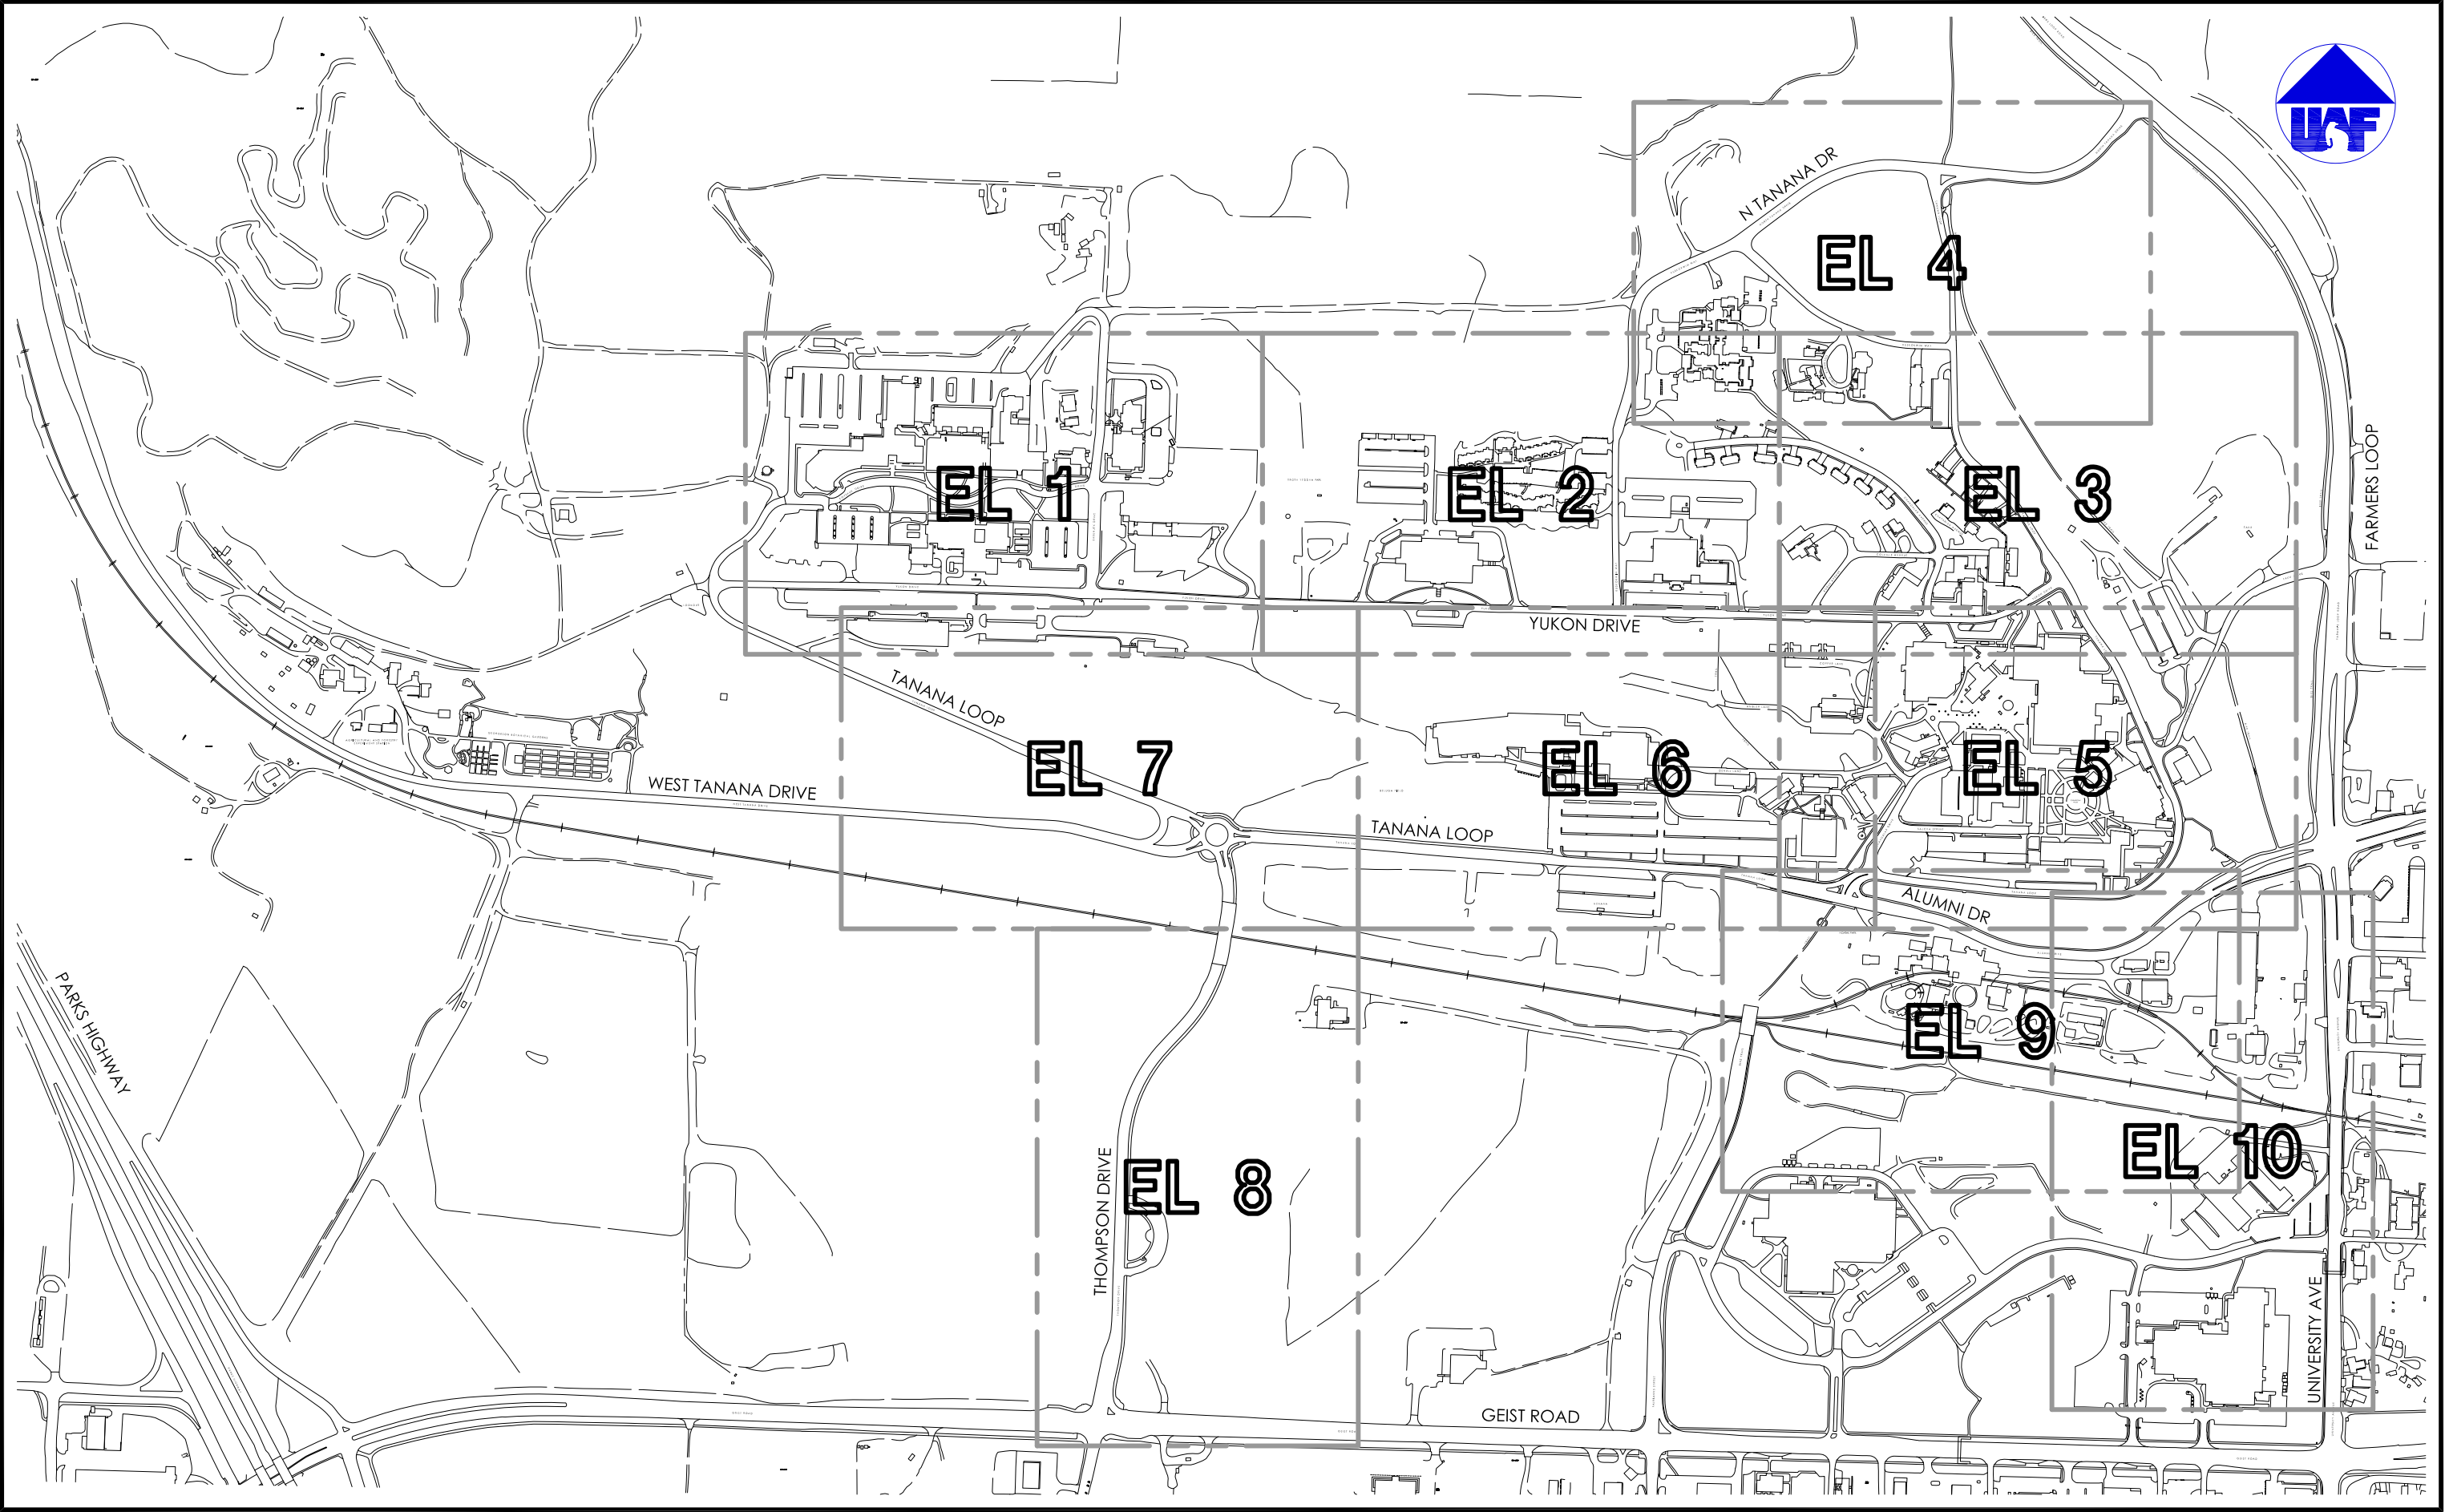 UAF
N TANANA DR
EL 4
FARMERS LOOP
EL 1
EL 2
EL 3
YUKON DRIVE
TANANA LOOP
EL 7
EL 6
EL 5
WEST TANANA DRIVE
TANANA LOOP
ALUMNI DR
PARKS HIGHWAY
EL 9
EL 10
THOMPSON DRIVE
EL 8
UNIVERSITY AVE
GEIST ROAD